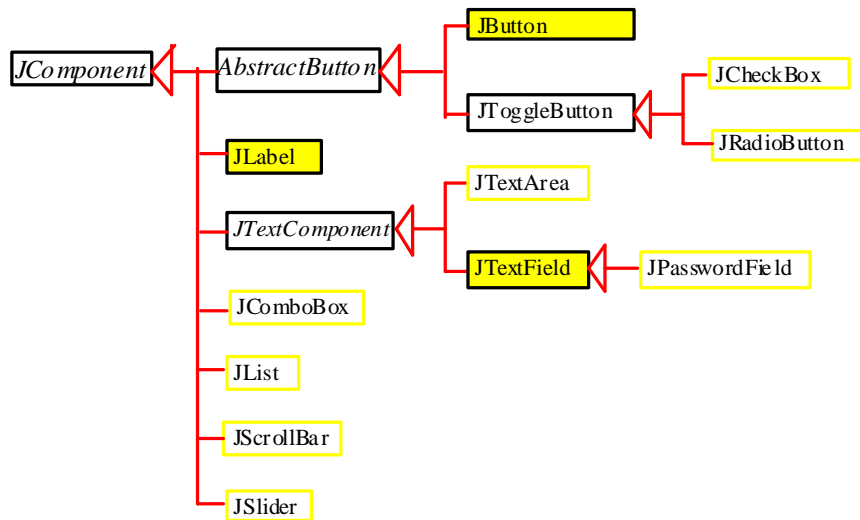 JComponent
AbstractButton
JButton
JToggleButton
JCheckBox
JRadioButton
JLabel
JTextComponent
JTextArea
JTextField
JPasswordField
JComboBox
JList
JScrollBar
JSlider